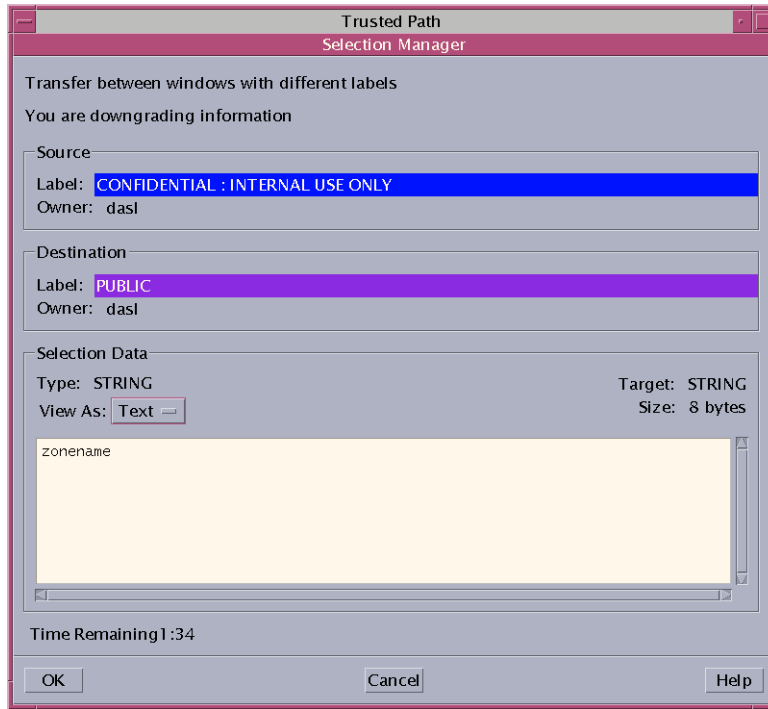 Trusted Path
Selection Manager
Transfer between windows with different labels
You are downgrading information
Source
Label: CONFIDENTIAL : INTERNAL USE ONLY
Owner: dasl
Destination
Label: PUBLIC
Owner: dasl
Selection Data
Type: STRING Target: STRING
View As: Text Size: 8 bytes
zonename
Time Remaining1:34
OK Cancel Help